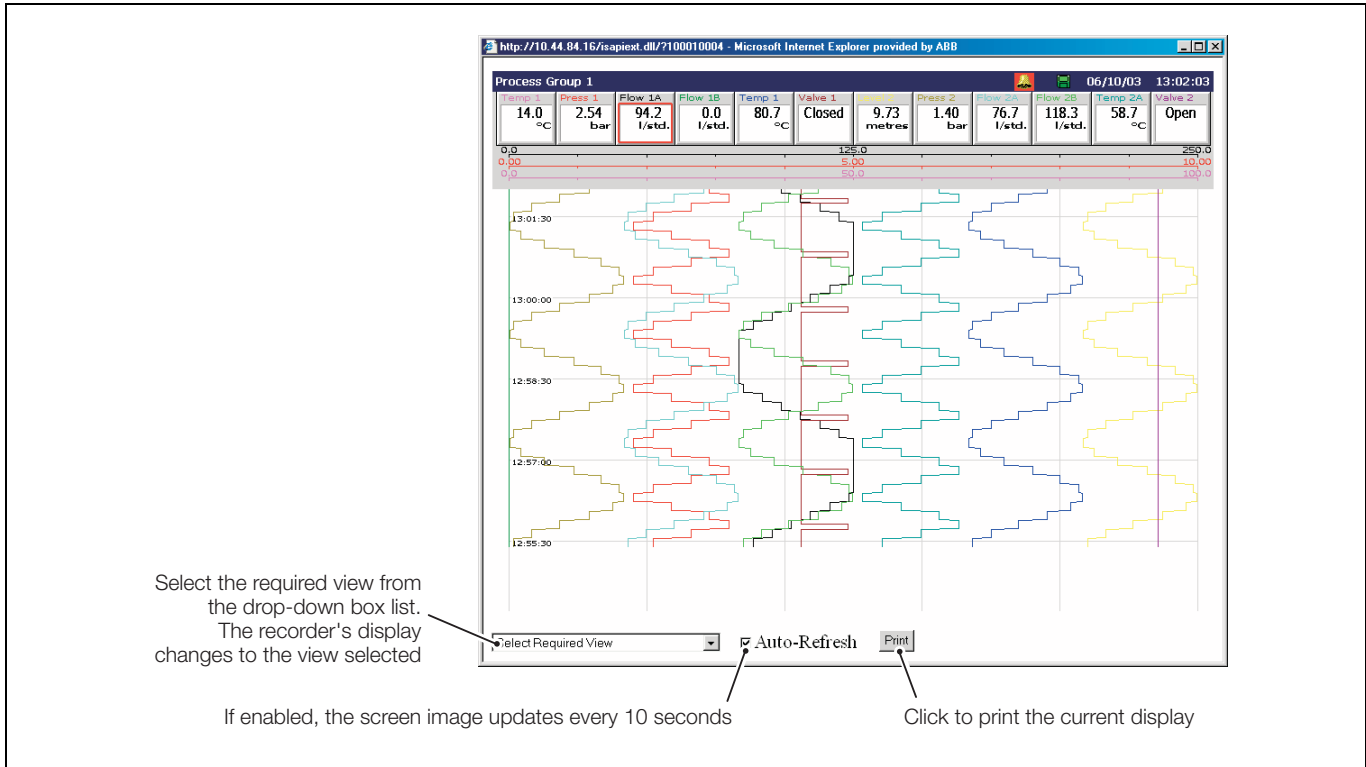 http://10.44.84.16/isapiext.dll/?100010004 - Microsoft Internet Explorer provided by ABB
Process Group 1 06/10/03 13:02:03
Temp 1 Press 1 Flow 1A Flow 1B Temp 1 Valve 1 Press 2 Flow 2A Flow 2B Temp 2A Valve 2
14.0 2.54 94.2 0.0 80.7 Closed 9.73 1.40 76.7 118.3 58.7 Open
°C bar l/std. l/std. °C metres bar l/std. l/std. °C
0.0 125.0 250.0
0.00 5.00 10.00
0.0 50.0 100.0
13:01:30
13:00:00
12:58:30
12:57:00
12:55:30
Select the required view from
the drop-down box list.
The recorder's display
changes to the view selected
Select Required View Auto-Refresh Print
If enabled, the screen image updates every 10 seconds
Click to print the current display